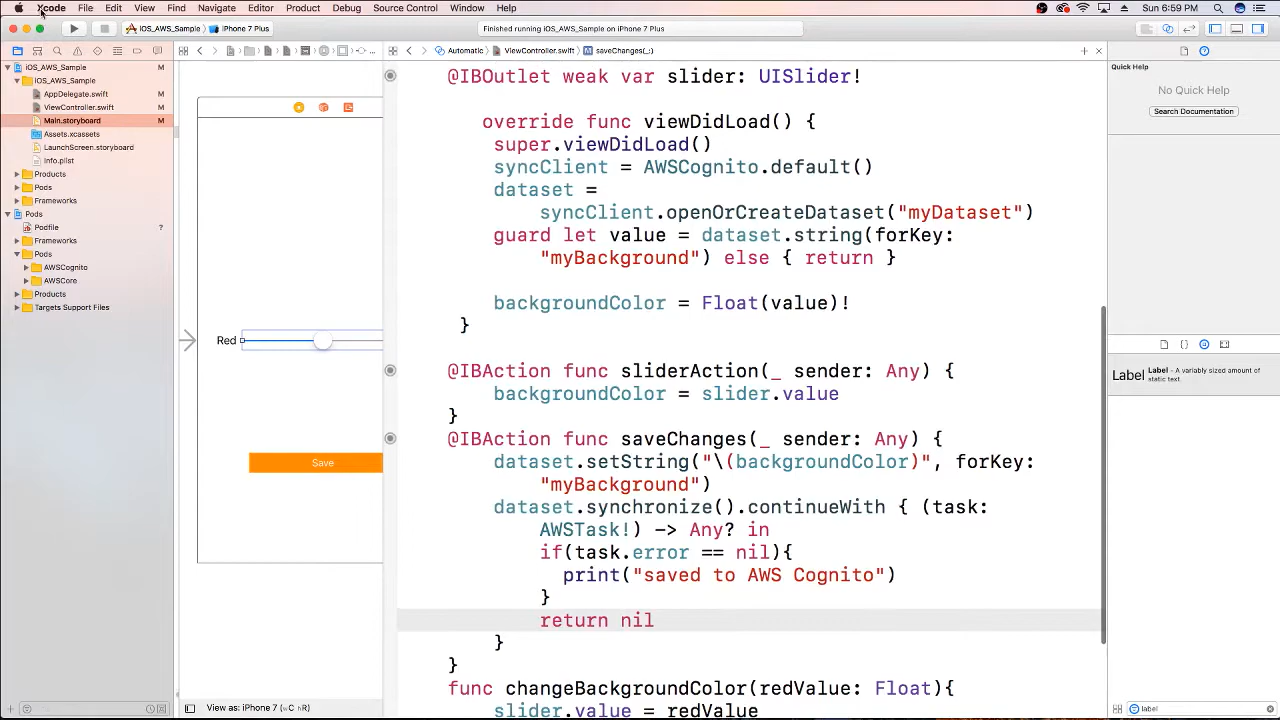 Xcode File Edit View Find Navigate Editor Product Debug Source Control Window Help
Sun 6:59 PM
iOS_AWS_Sample iPhone 7 Plus
Finished running iOS_AWS_Sample on iPhone 7 Plus
Automatic ViewController.swift saveChanges(_:)
iOS_AWS_Sample M
iOS_AWS_Sample
AppDelegate.swift M
ViewController.swift M
Main.storyboard M
Assets.xcassets
LaunchScreen.storyboard
Info.plist
Products
Pods
Frameworks
Pods
Podfile ?
Frameworks
Pods
AWSCognito
AWSCore
Products
Targets Support Files
Red
Save
View as: iPhone 7 (wC hR)
@IBOutlet weak var slider: UISlider!
override func viewDidLoad() {
super.viewDidLoad()
syncClient = AWSCognito.default()
dataset =
syncClient.openOrCreateDataset("myDataset")
guard let value = dataset.string(forKey:
"myBackground") else { return }
backgroundColor = Float(value)!
}
@IBAction func sliderAction(_ sender: Any) {
backgroundColor = slider.value
}
@IBAction func saveChanges(_ sender: Any) {
dataset.setString("\(backgroundColor)", forKey:
"myBackground")
dataset.synchronize().continueWith { (task:
AWSTask!) -> Any? in
if(task.error == nil){
print("saved to AWS Cognito")
}
return nil
}
}
func changeBackgroundColor(redValue: Float){
slider.value = redValue
Quick Help
No Quick Help
Search Documentation
Label
Label - A variably sized amount of
static text.
label